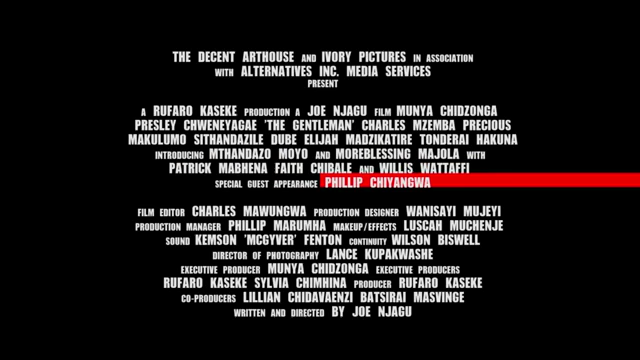 THE DECENT ARTHOUSE AND IVORY PICTURES IN ASSOCIATION
WITH ALTERNATIVES INC. MEDIA SERVICES
PRESENT
A RUFARO KASEKE PRODUCTION A JOE NJAGU FILM MUNYA CHIDZONGA
PRESLEY CHWENEYAGAE 'THE GENTLEMAN' CHARLES MZEMBA PRECIOUS
MAKULUMO SITHANDAZILE DUBE ELIJAH MADZIKATIRE TONDERAI HAKUNA
INTRODUCING MTHANDAZO MOYO AND MOREBLESSING MAJOLA WITH
PATRICK MABHENA FAITH CHIBALE AND WILLIS WATTAFFI
SPECIAL GUEST APPEARANCE PHILLIP CHIYANGWA
FILM EDITOR CHARLES MAWUNGWA PRODUCTION DESIGNER WANISAYI MUJEYI
PRODUCTION MANAGER PHILLIP MARUMHA MAKEUP/EFFECTS LUSCAH MUCHENJE
SOUND KEMSON 'MCGYVER' FENTON CONTINUITY WILSON BISWELL
DIRECTOR OF PHOTOGRAPHY LANCE KUPAKWASHE
EXECUTIVE PRODUCER MUNYA CHIDZONGA EXECUTIVE PRODUCERS
RUFARO KASEKE SYLVIA CHIMHINA PRODUCER RUFARO KASEKE
CO-PRODUCERS LILLIAN CHIDAVAENZI BATSIRAI MASVINGE
WRITTEN AND DIRECTED BY JOE NJAGU